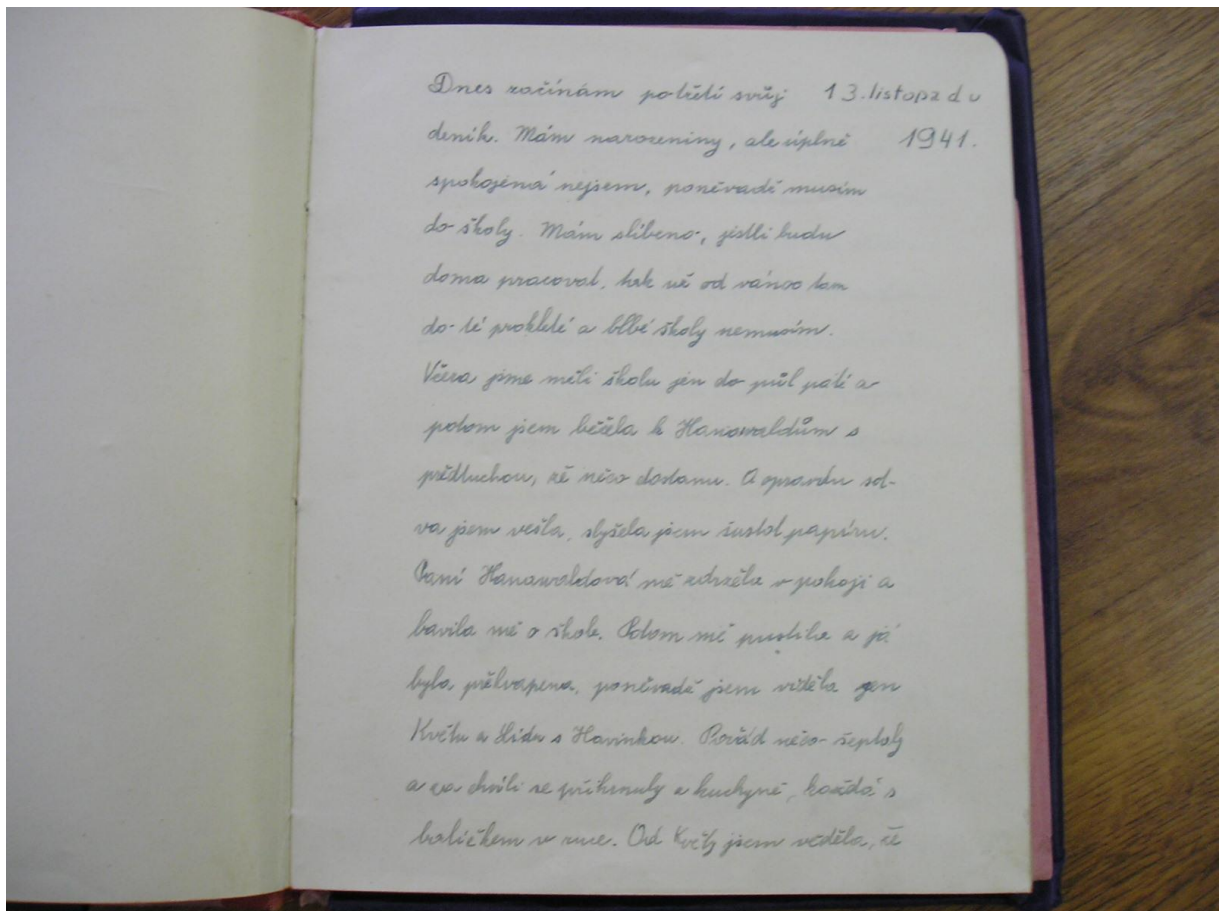 Dnes začínám potřetí svůj 13. listopadu
deník. Mám narozeniny, ale úplně 1941.
spokojená nejsem, poněvadž musím
do školy. Mám slíbeno, jestli budu
doma pracovat, tak už od vánoc tam
do té prokleté a blbé školy nemusím.
Včera jsme měli školu jen do půl páté a
potom jsem běžela k Hanawaldům s
předtuchou, že něco dostanu. A opravdu sot-
va jsem vešla, slyšela jsem šustot papíru.
Paní Hanawaldová mě zdržela v pokoji a
bavila mě o škole. Potom mě pustila a já
byla překvapena, poněvadž jsem viděla jen
Květu a Lidu s Haninkou. Pořád něco šeptaly
a za chvíli se přihnuly z kuchyně, každá s
balíčkem v ruce. Od Květy jsem věděla, že